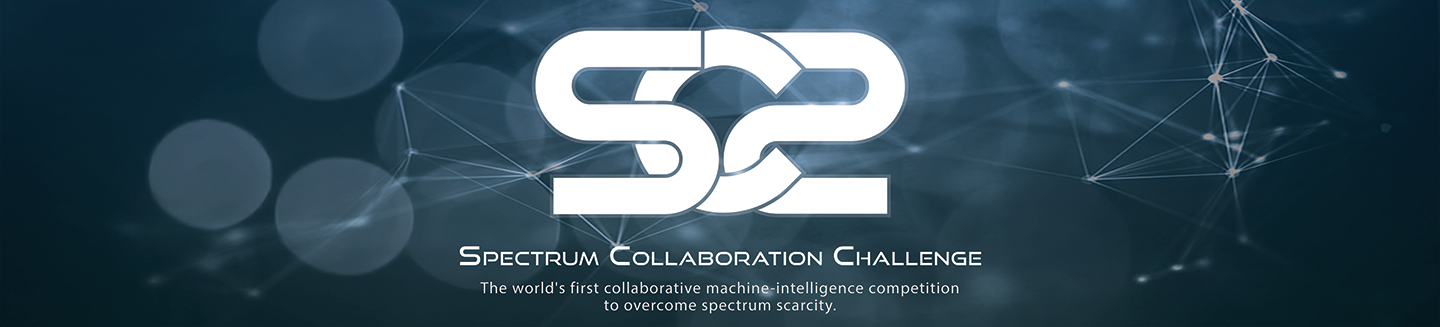 SC2
Spectrum Collaboration Challenge
The world's first collaborative machine-intelligence competition
to overcome spectrum scarcity.